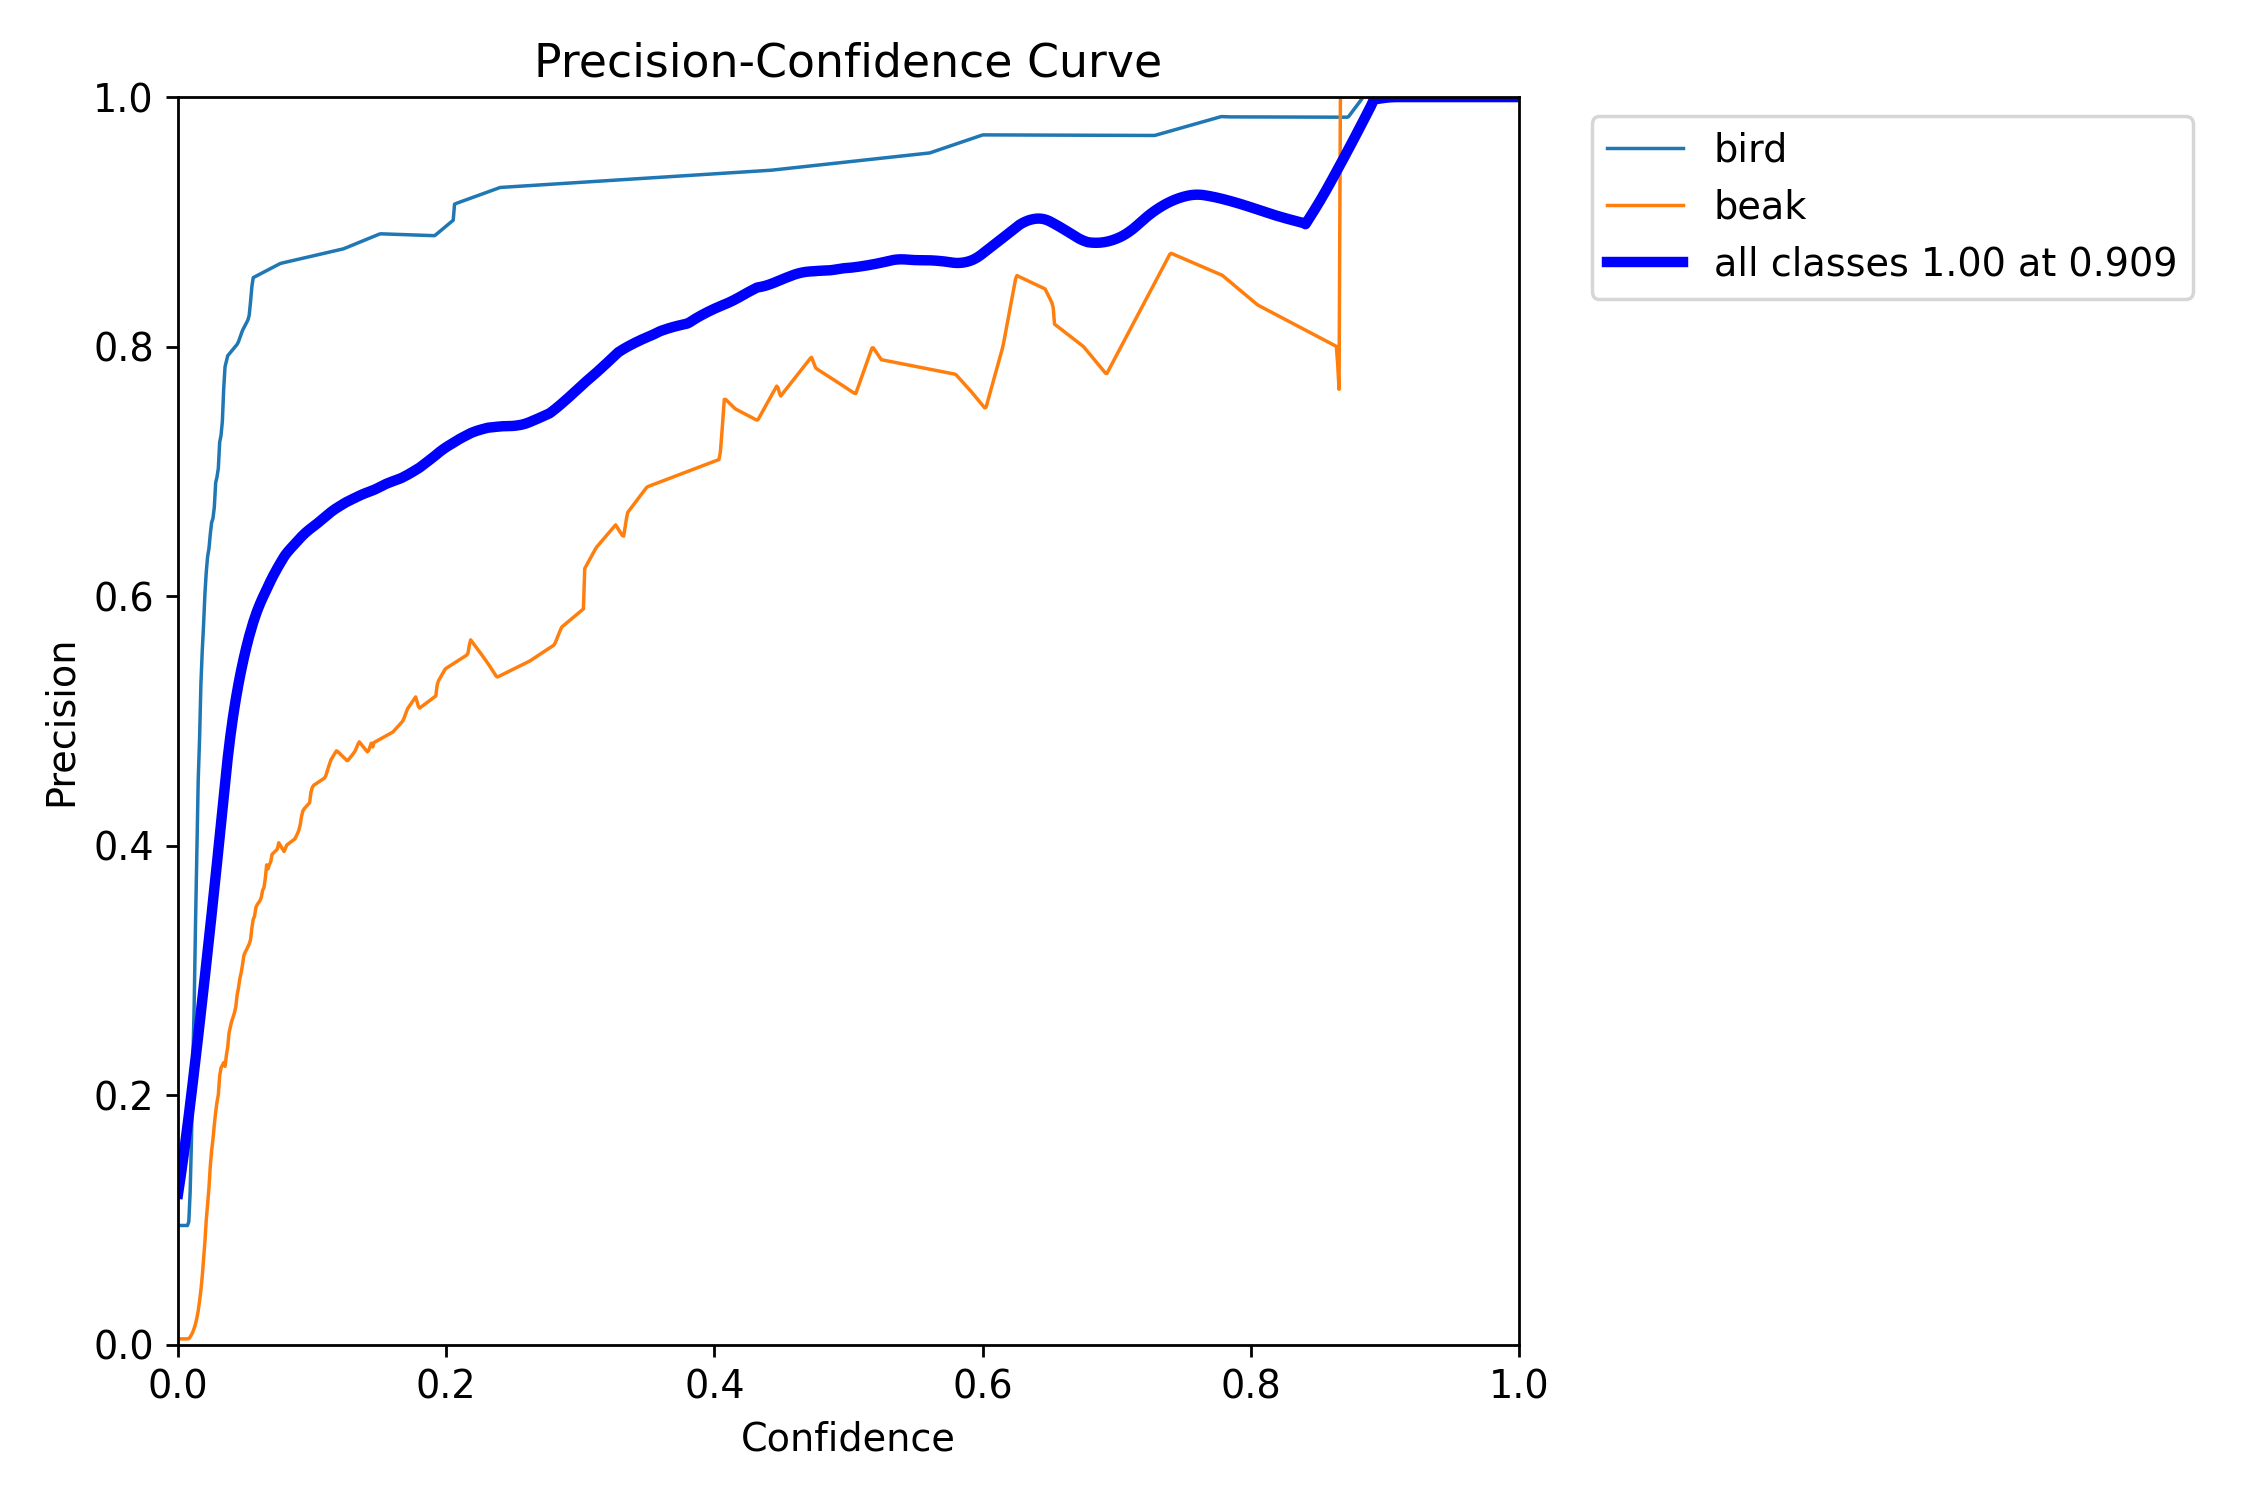 Precision-Confidence Curve
1.0
0.8
0.6
0.4
0.2
0.0
Precision
0.0 0.2 0.4 0.6 0.8 1.0
Confidence
bird
beak
all classes 1.00 at 0.909